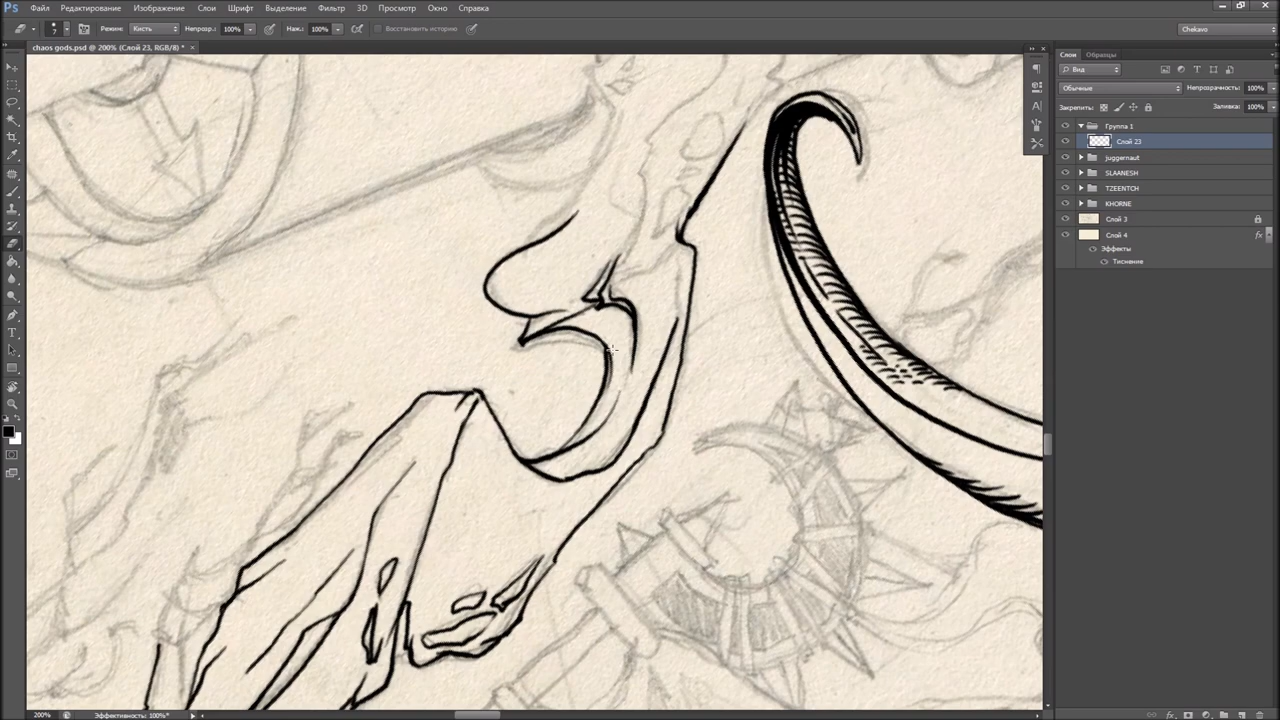 Ps Файл Редактирование Изображение Слои Шрифт Выделение Фильтр 3D Просмотр Окно Справка
7 Режим: Кисть Непрозр.: 100% Наж.: 100% Восстановить историю Chekavo
chaos gods.psd @ 200% (Слой 23, RGB/8) * ×
Слои Образцы
Вид
Обычные Непрозрачность: 100%
Закрепить: Заливка: 100%
Группа 1
Слой 23
juggernaut
SLAANESH
TZEENTCH
KHORNE
Слой 3
Слой 4 fx
Эффекты
Тиснение
200% Эффективность: 100%*